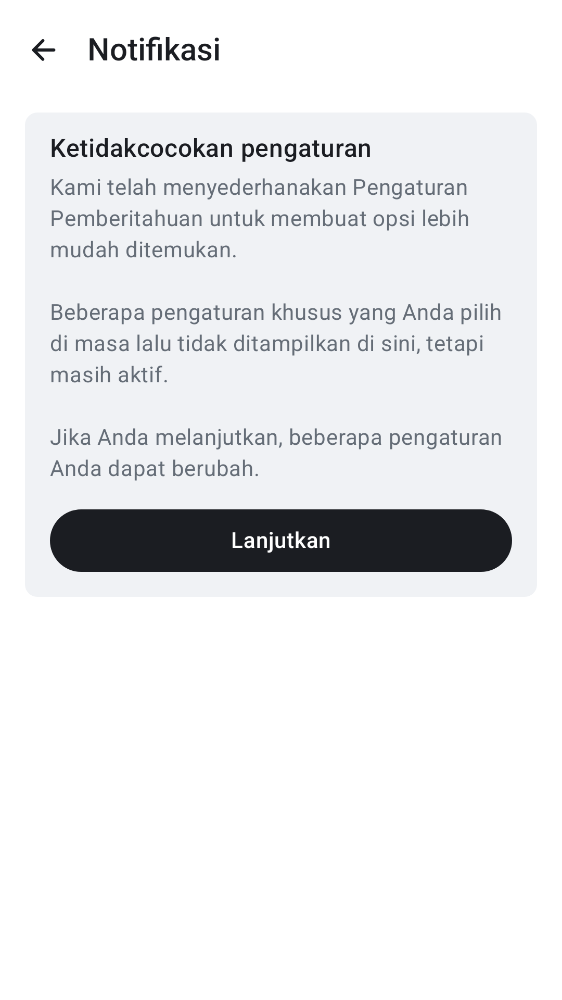 Notifikasi
Ketidakcocokan pengaturan
Kami telah menyederhanakan Pengaturan
Pemberitahuan untuk membuat opsi lebih
mudah ditemukan.
Beberapa pengaturan khusus yang Anda pilih
di masa lalu tidak ditampilkan di sini, tetapi
masih aktif.
Jika Anda melanjutkan, beberapa pengaturan
Anda dapat berubah.
Lanjutkan